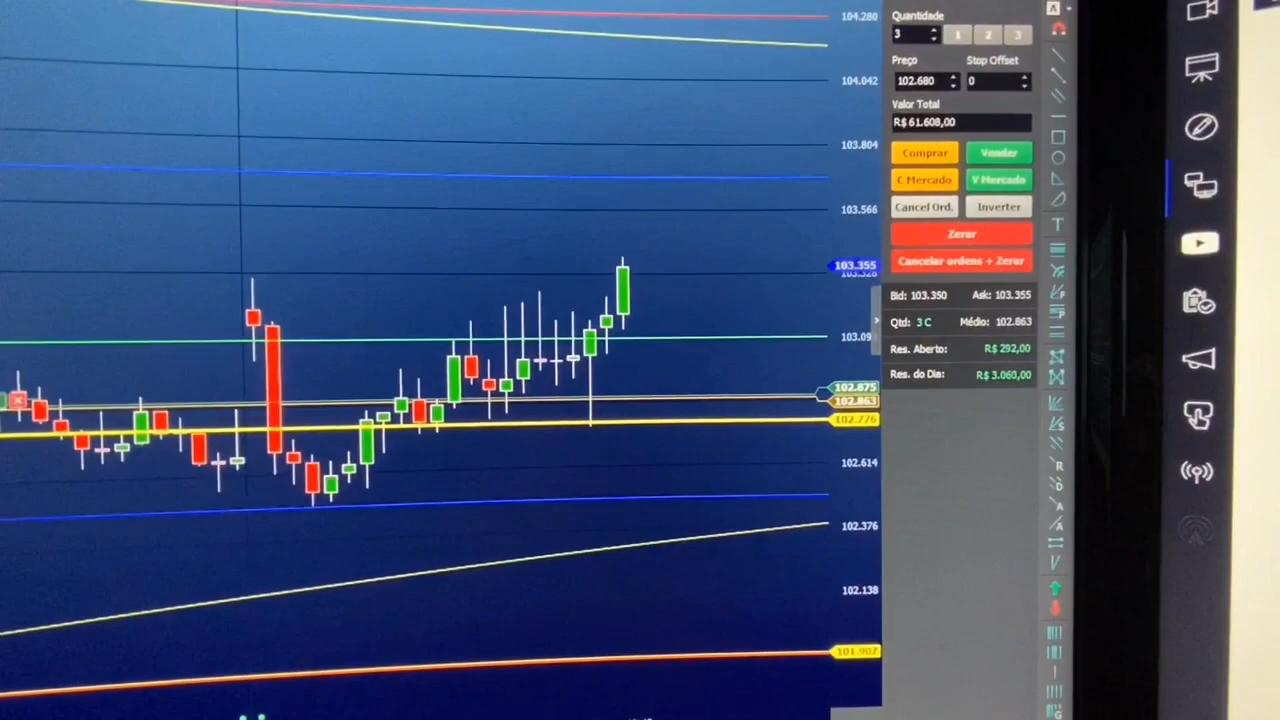 104.280
104.042
103.804
103.566
103.355
103.328
103.09
102.875
102.863
102.776
102.614
102.376
102.138
101.907
A
Quantidade
3
1 2 3
Preço Stop Offset
102.680 0
Valor Total
R$ 61.608,00
Comprar Vender
C Mercado V Mercado
Cancel Ord. Inverter
Zerar
Cancelar ordens + Zerar
Bid: 103.350 Ask: 103.355
Qtd: 3 C Médio: 102.863
Res. Aberto: R$ 292,00
Res. do Dia: R$ 3.060,00
T
F
P
S
R
D
A
A
G